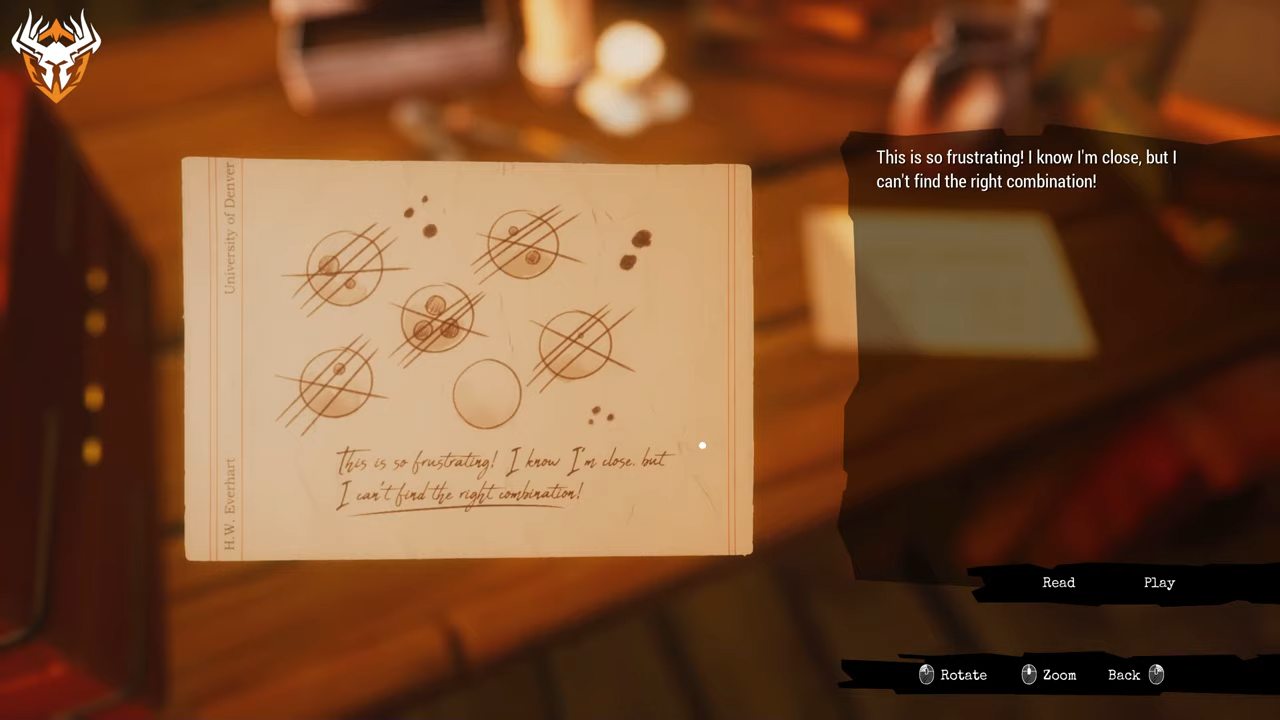 University of Denver
H.W. Everhart
This is so frustrating! I know I'm close, but
I can't find the right combination!
This is so frustrating! I know I'm close, but I
can't find the right combination!
Read Play
Rotate Zoom Back